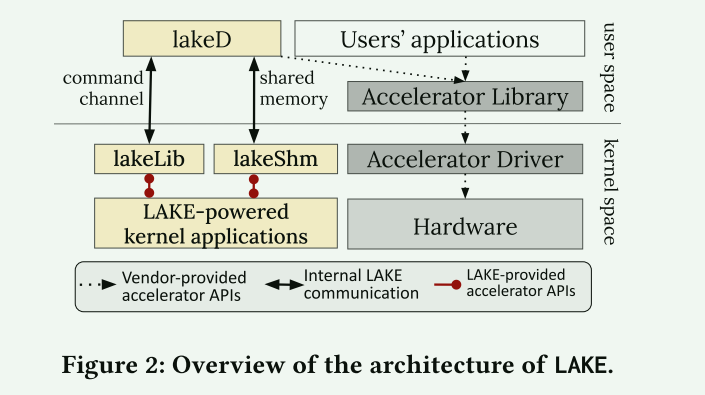 lakeD
Users’ applications
user space
command
channel
shared
memory
Accelerator Library
kernel space
lakeLib
lakeShm
Accelerator Driver
LAKE-powered
kernel applications
Hardware
Vendor-provided
accelerator APIs
Internal LAKE
communication
LAKE-provided
accelerator APIs
Figure 2: Overview of the architecture of LAKE.